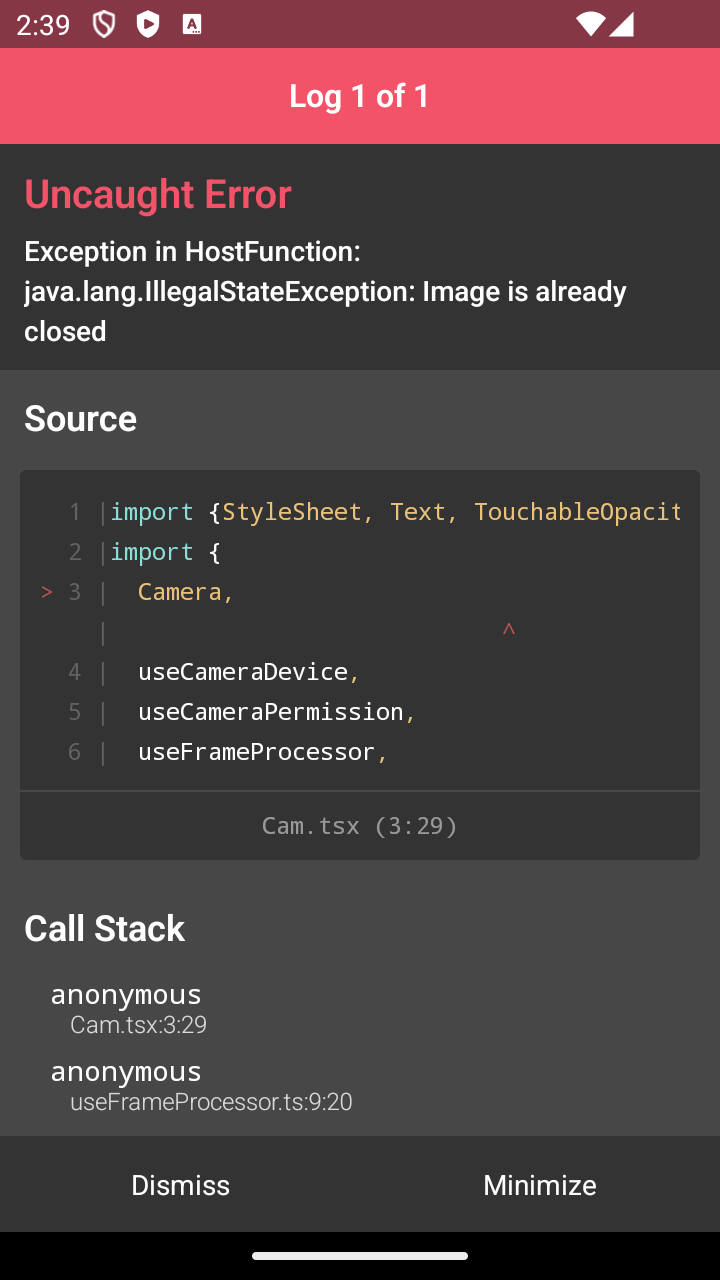 2:39
Log 1 of 1
Uncaught Error
Exception in HostFunction:
java.lang.IllegalStateException: Image is already
closed
Source
1 |import {StyleSheet, Text, TouchableOpacit
2 |import {
> 3 |  Camera,
|                             ^
4 |  useCameraDevice,
5 |  useCameraPermission,
6 |  useFrameProcessor,
Cam.tsx (3:29)
Call Stack
anonymous
Cam.tsx:3:29
anonymous
useFrameProcessor.ts:9:20
Dismiss Minimize